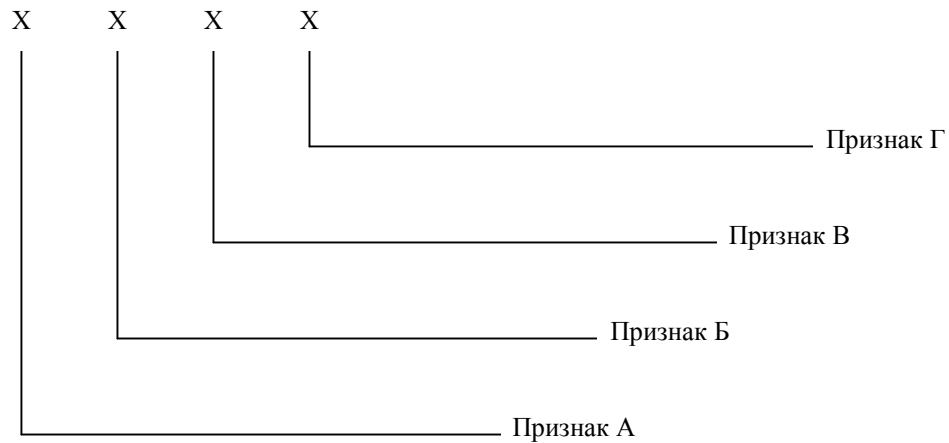 Х Х Х Х
Признак Г
Признак В
Признак Б
Признак А